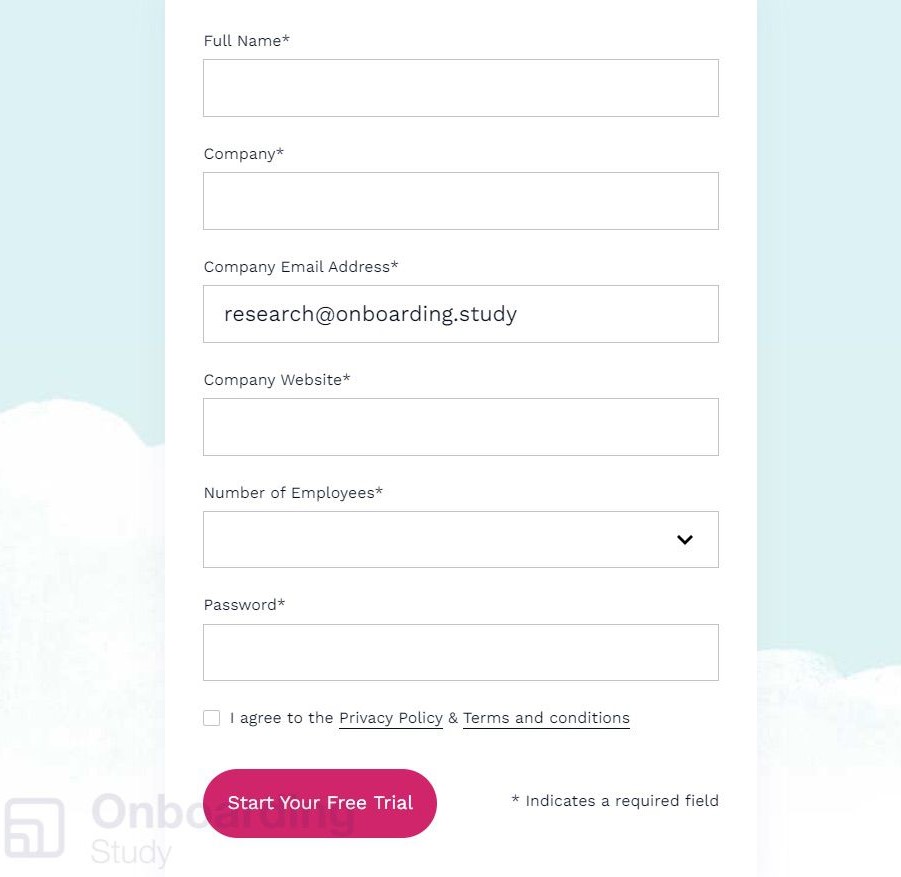 Full Name*
Company*
Company Email Address*
research@onboarding.study
Company Website*
Number of Employees*
Password*
I agree to the Privacy Policy & Terms and conditions
Start Your Free Trial
* Indicates a required field
Onboarding
Study